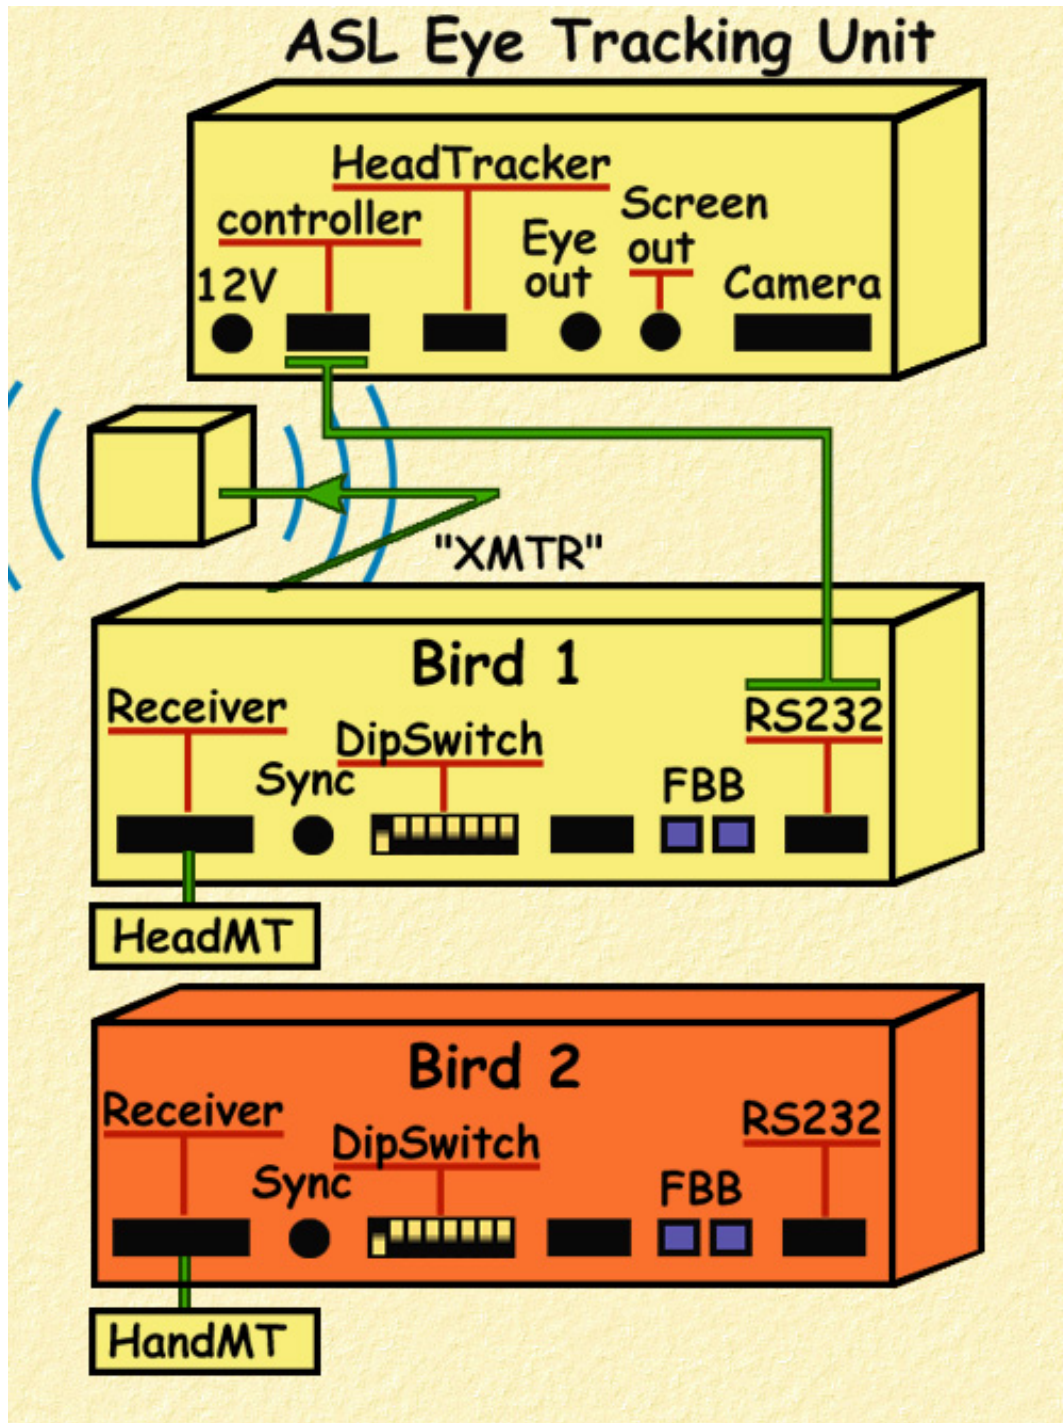 ASL Eye Tracking Unit
HeadTracker
controller
Screen
out
Eye
out
12V
Camera
"XMTR"
Bird 1
Receiver
DipSwitch
RS232
Sync
FBB
HeadMT
Bird 2
Receiver
DipSwitch
RS232
Sync
FBB
HandMT